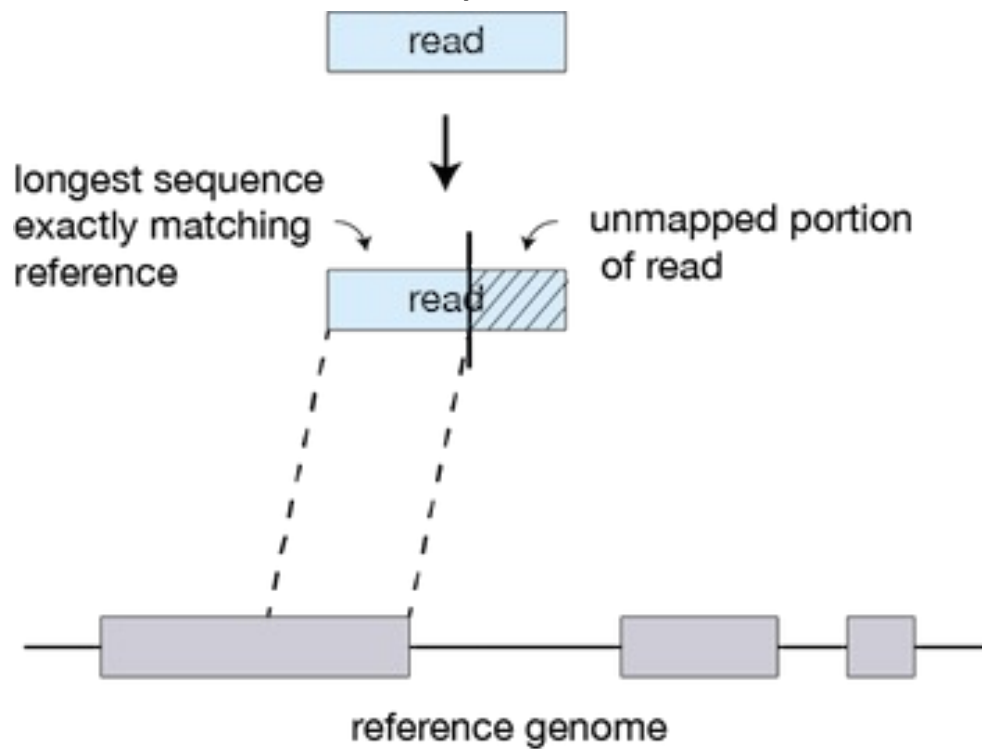 read
longest sequence
exactly matching
reference
unmapped portion
of read
read
reference genome